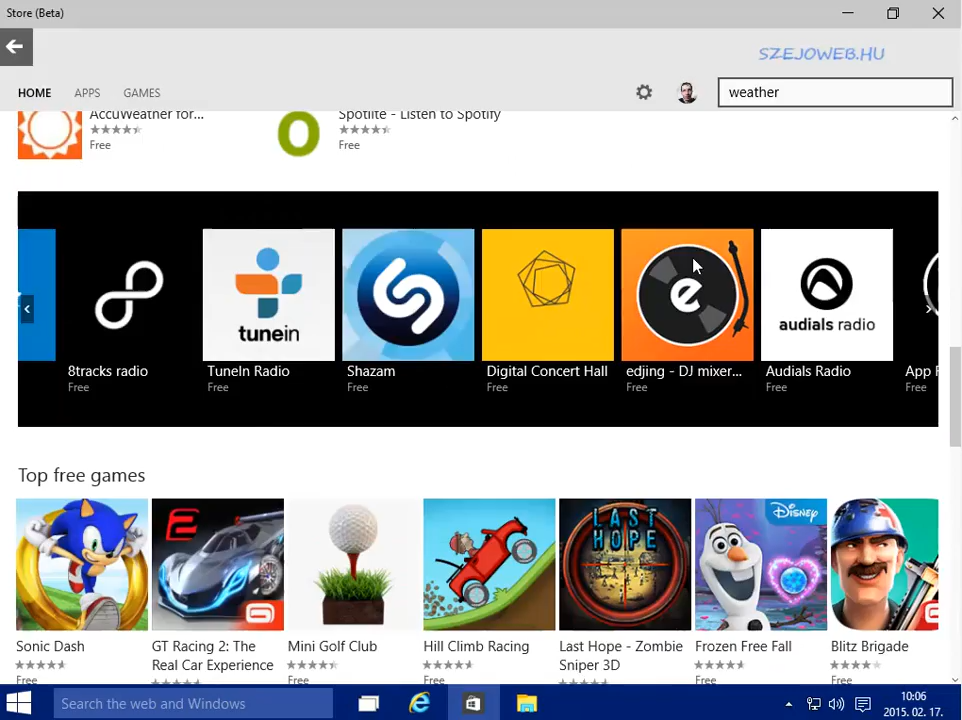 Store (Beta)
SZEJOWEB.HU
HOME APPS GAMES
weather
AccuWeather for...
Free
Spotlite - Listen to Spotify
Free
tunein
e
audials radio
8tracks radio
Free
TuneIn Radio
Free
Shazam
Free
Digital Concert Hall
Free
edjing - DJ mixer...
Free
Audials Radio
Free
App
Free
Top free games
LAST
HOPE
Disney
Sonic Dash
GT Racing 2: The
Real Car Experience
Mini Golf Club
Hill Climb Racing
Last Hope - Zombie
Sniper 3D
Frozen Free Fall
Blitz Brigade
Free
Free
Free
Free
Free
Search the web and Windows
10:06
2015. 02. 17.